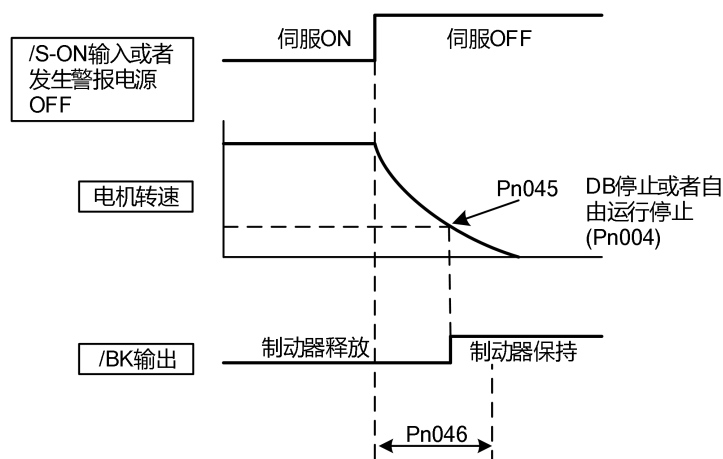 /S-ON输入或者
发生警报电源
OFF
伺服ON
伺服OFF
电机转速
Pn045
DB停止或者自
由运行停止
(Pn004)
/BK输出
制动器释放
制动器保持
Pn046